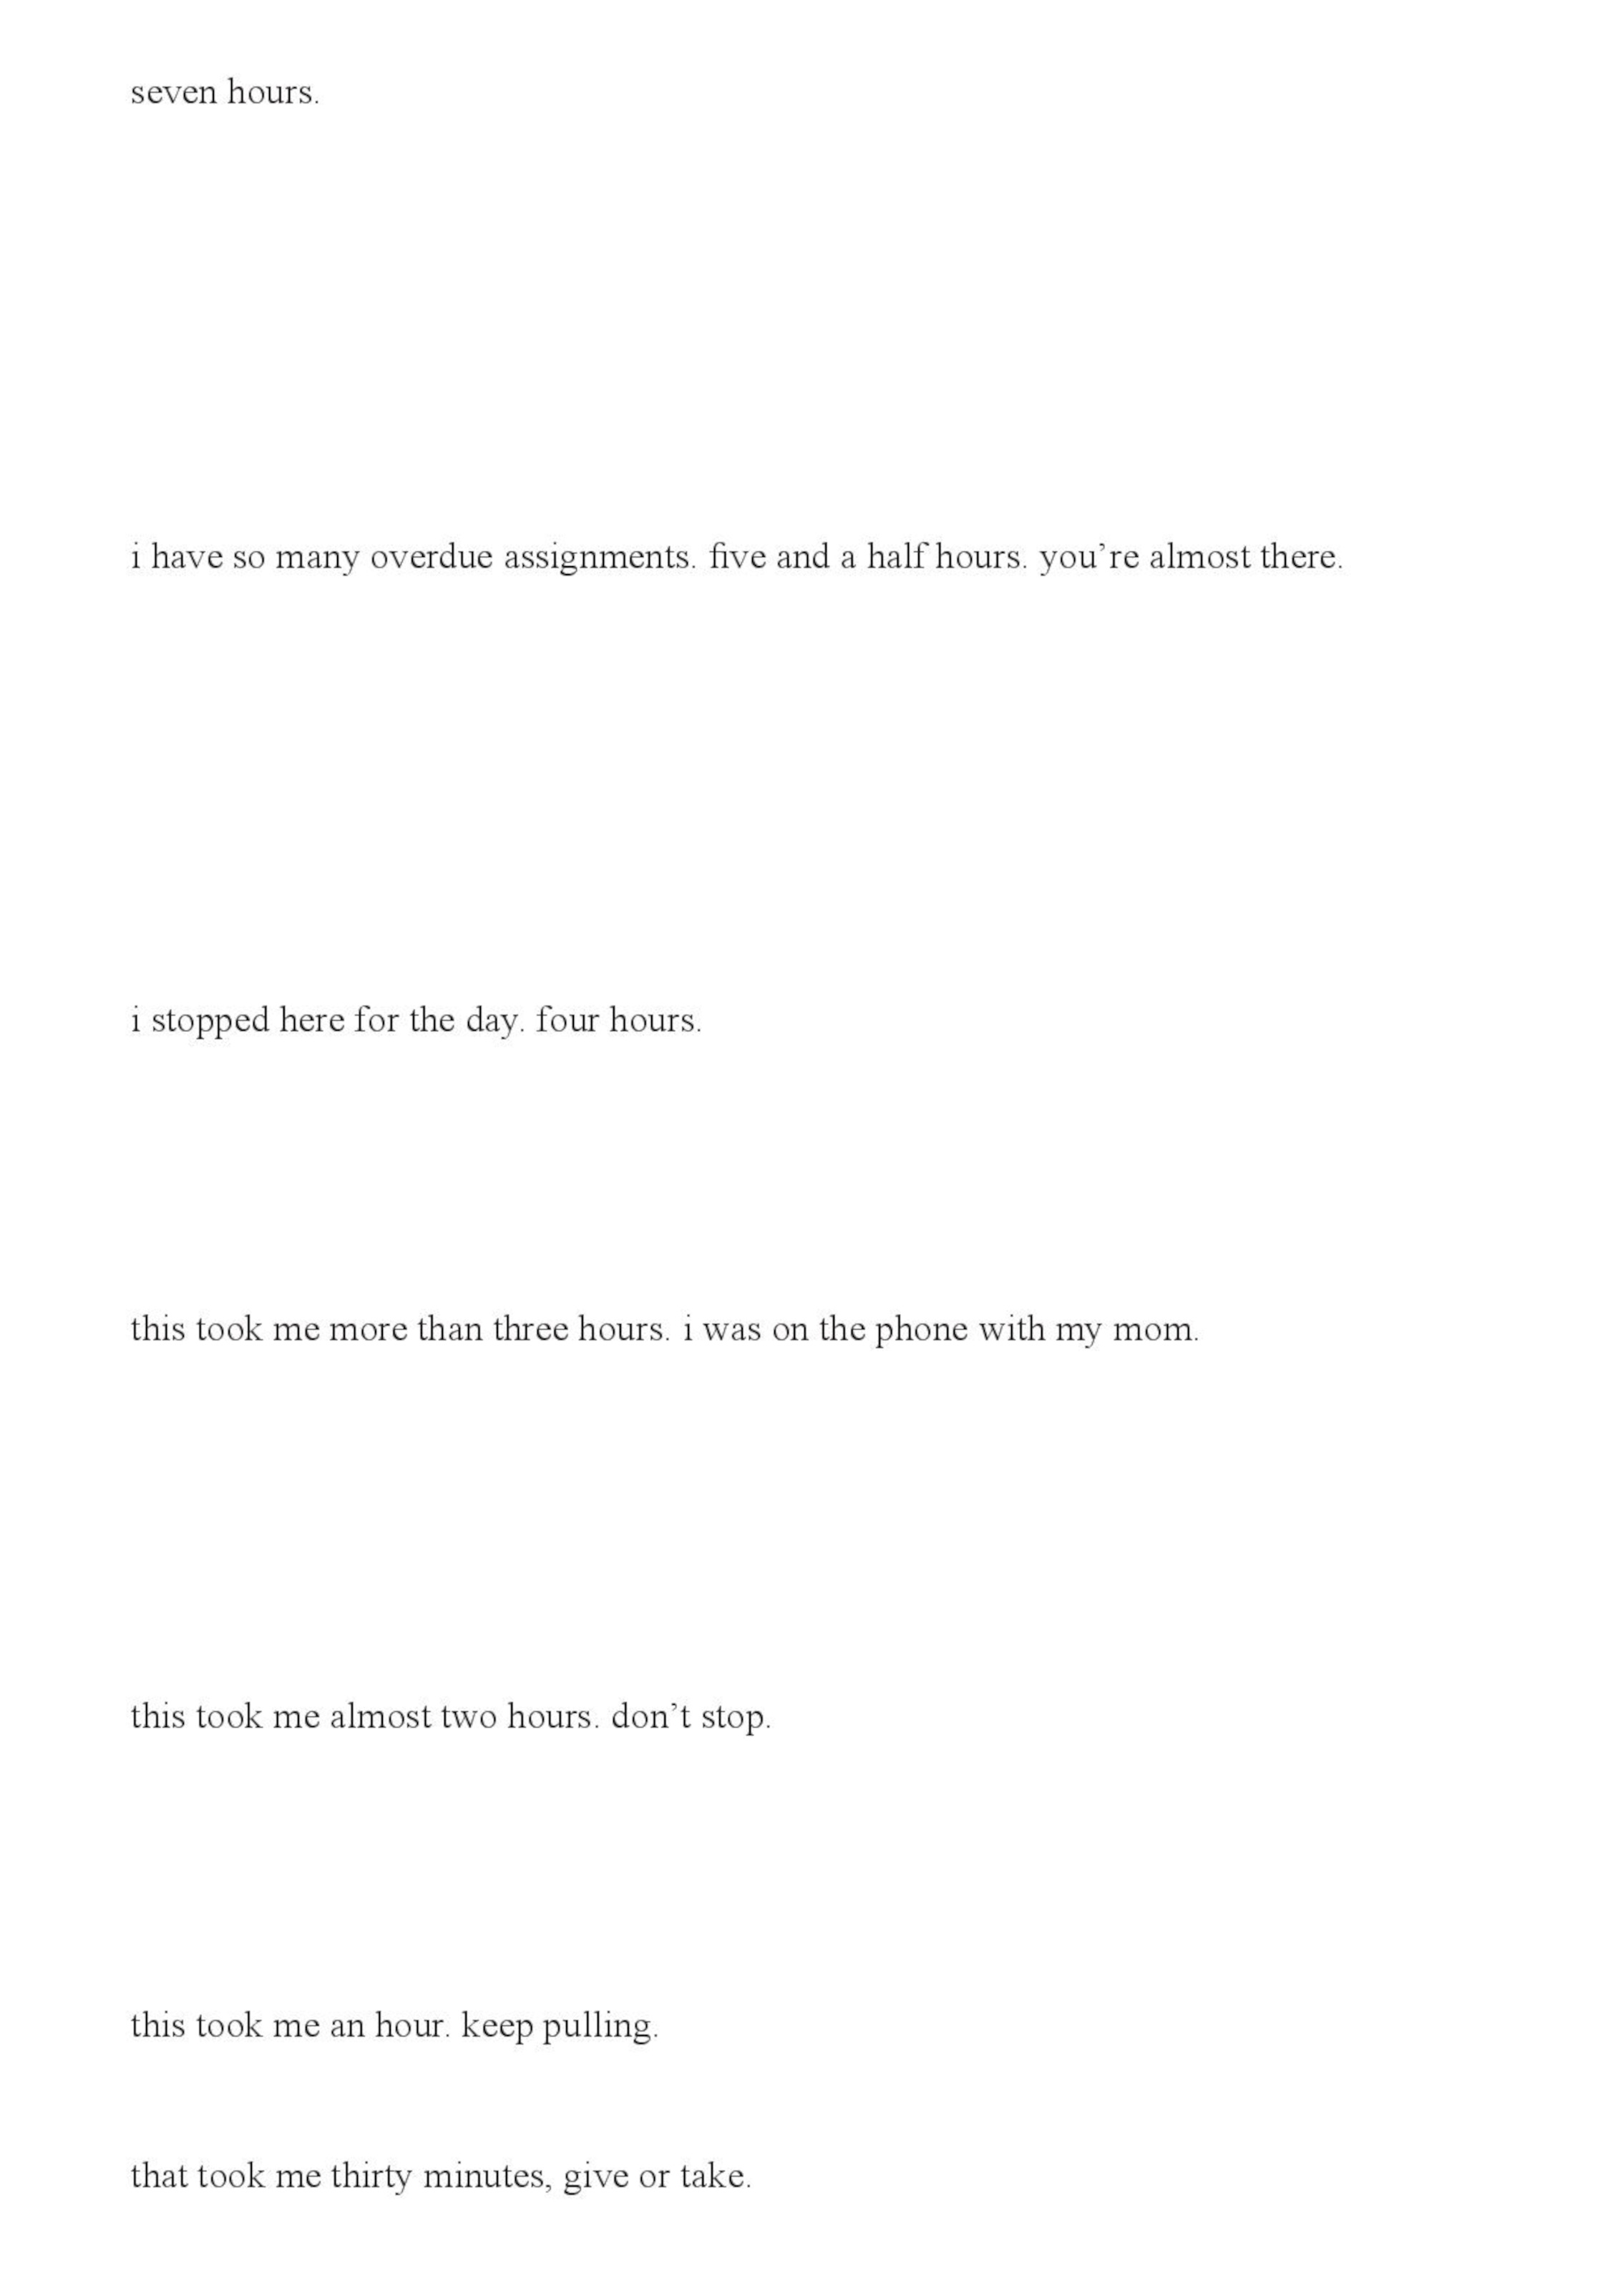 seven hours.
i have so many overdue assignments. five and a half hours. you’re almost there.
i stopped here for the day. four hours.
this took me more than three hours. i was on the phone with my mom.
this took me almost two hours. don’t stop.
this took me an hour. keep pulling.
that took me thirty minutes, give or take.